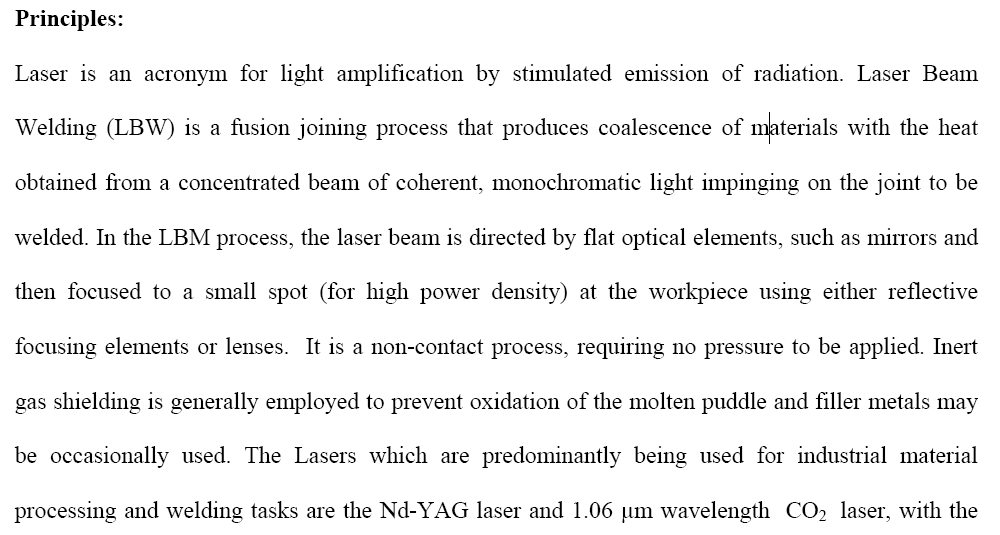 Principles:
Laser is an acronym for light amplification by stimulated emission of radiation. Laser Beam
Welding (LBW) is a fusion joining process that produces coalescence of materials with the heat
obtained from a concentrated beam of coherent, monochromatic light impinging on the joint to be
welded. In the LBM process, the laser beam is directed by flat optical elements, such as mirrors and
then focused to a small spot (for high power density) at the workpiece using either reflective
focusing elements or lenses.  It is a non-contact process, requiring no pressure to be applied. Inert
gas shielding is generally employed to prevent oxidation of the molten puddle and filler metals may
be occasionally used. The Lasers which are predominantly being used for industrial material
processing and welding tasks are the Nd-YAG laser and 1.06 μm wavelength  CO₂ laser, with the